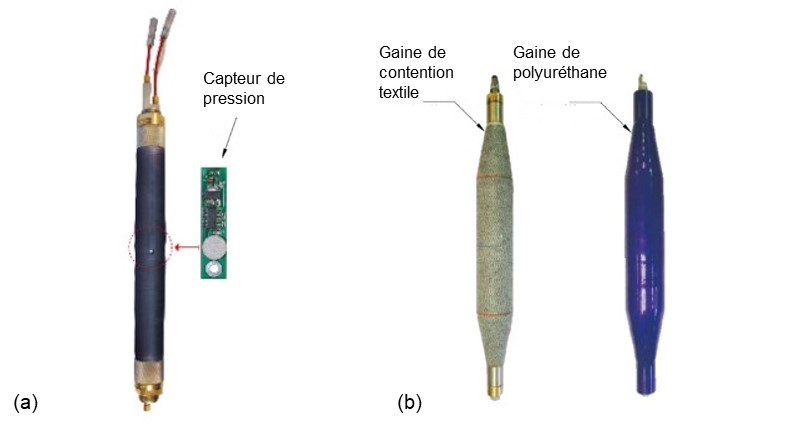 Capteur de
pression
Gaine de
contention
textile
Gaine de
polyuréthane
(a)
(b)